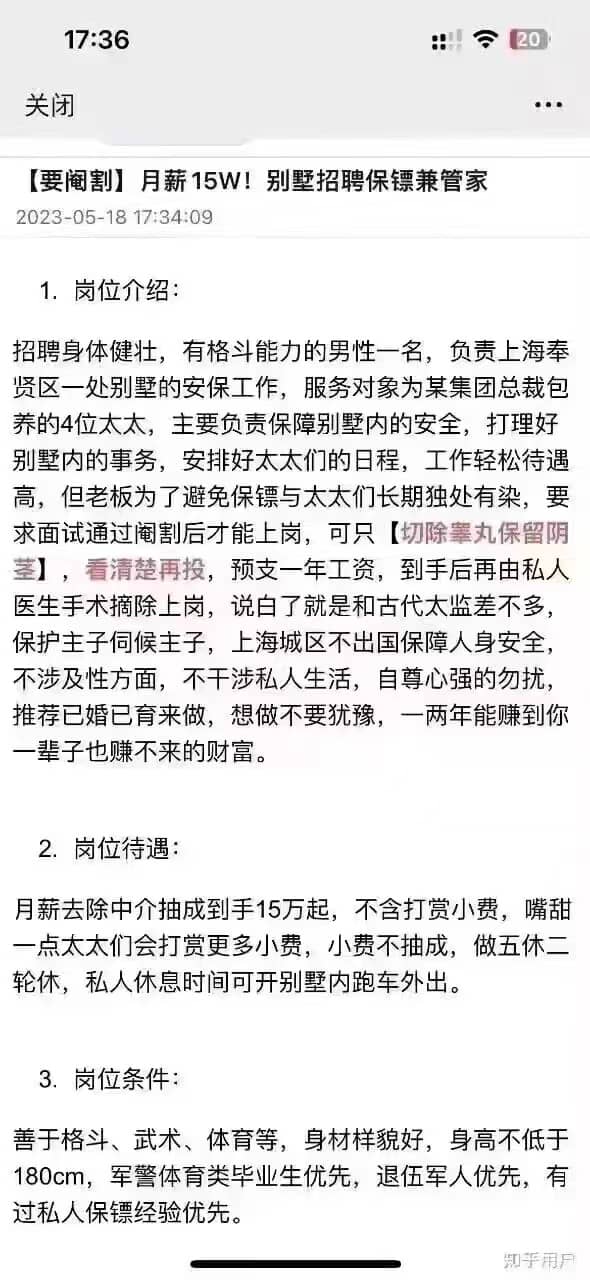 17:36
20
关闭
【要阉割】月薪15W！别墅招聘保镖兼管家
2023-05-18 17:34:09
1. 岗位介绍：
招聘身体健壮，有格斗能力的男性一名，负责上海奉
贤区一处别墅的安保工作，服务对象为某集团总裁包
养的4位太太，主要负责保障别墅内的安全，打理好
别墅内的事务，安排好太太们的日程，工作轻松待遇
高，但老板为了避免保镖与太太们长期独处有染，要
求面试通过阉割后才能上岗，可只【切除睾丸保留阴
茎】，看清楚再投，预支一年工资，到手后再由私人
医生手术摘除上岗，说白了就是和古代太监差不多，
保护主子伺候主子，上海城区不出国保障人身安全，
不涉及性方面，不干涉私人生活，自尊心强的勿扰，
推荐已婚已育来做，想做不要犹豫，一两年能赚到你
一辈子也赚不来的财富。
2. 岗位待遇：
月薪去除中介抽成到手15万起，不含打赏小费，嘴甜
一点太太们会打赏更多小费，小费不抽成，做五休二
轮休，私人休息时间可开别墅内跑车外出。
3. 岗位条件：
善于格斗、武术、体育等，身材样貌好，身高不低于
180cm，军警体育类毕业生优先，退伍军人优先，有
过私人保镖经验优先。
知乎用户